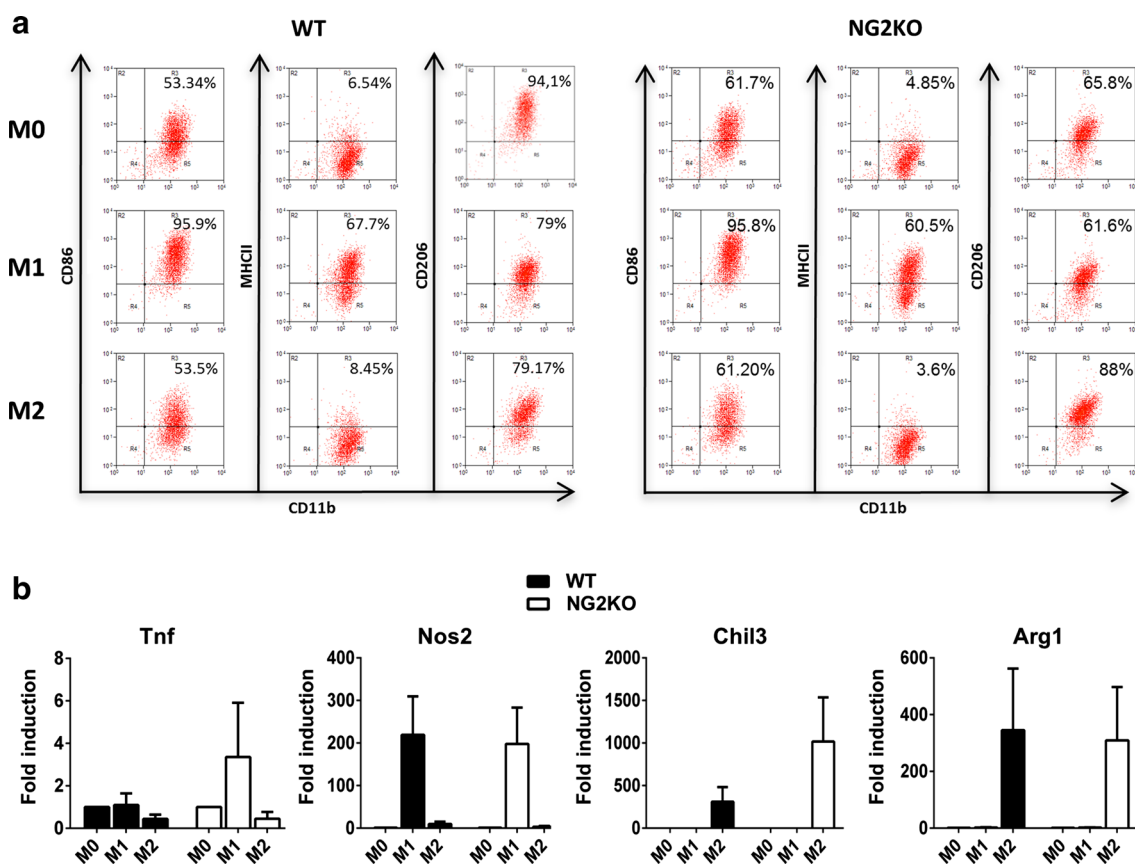 a
WT
NG2KO
M0
CD86
MHCII
CD206
R2
R3
53.34%
R4
R5
6.54%
94,1%
61.7%
4.85%
65.8%
M1
95.9%
67.7%
79%
95.8%
60.5%
61.6%
M2
53.5%
8.45%
79.17%
61.20%
3.6%
88%
CD11b
CD86
MHCII
CD206
CD11b
b
WT
NG2KO
Tnf
Fold induction
8
6
4
2
0
M0 M1 M2 M0 M1 M2
Nos2
Fold induction
400
300
200
100
0
M0 M1 M2 M0 M1 M2
Chil3
Fold induction
2000
1500
1000
500
0
M0 M1 M2 M0 M1 M2
Arg1
Fold induction
600
400
200
0
M0 M1 M2 M0 M1 M2